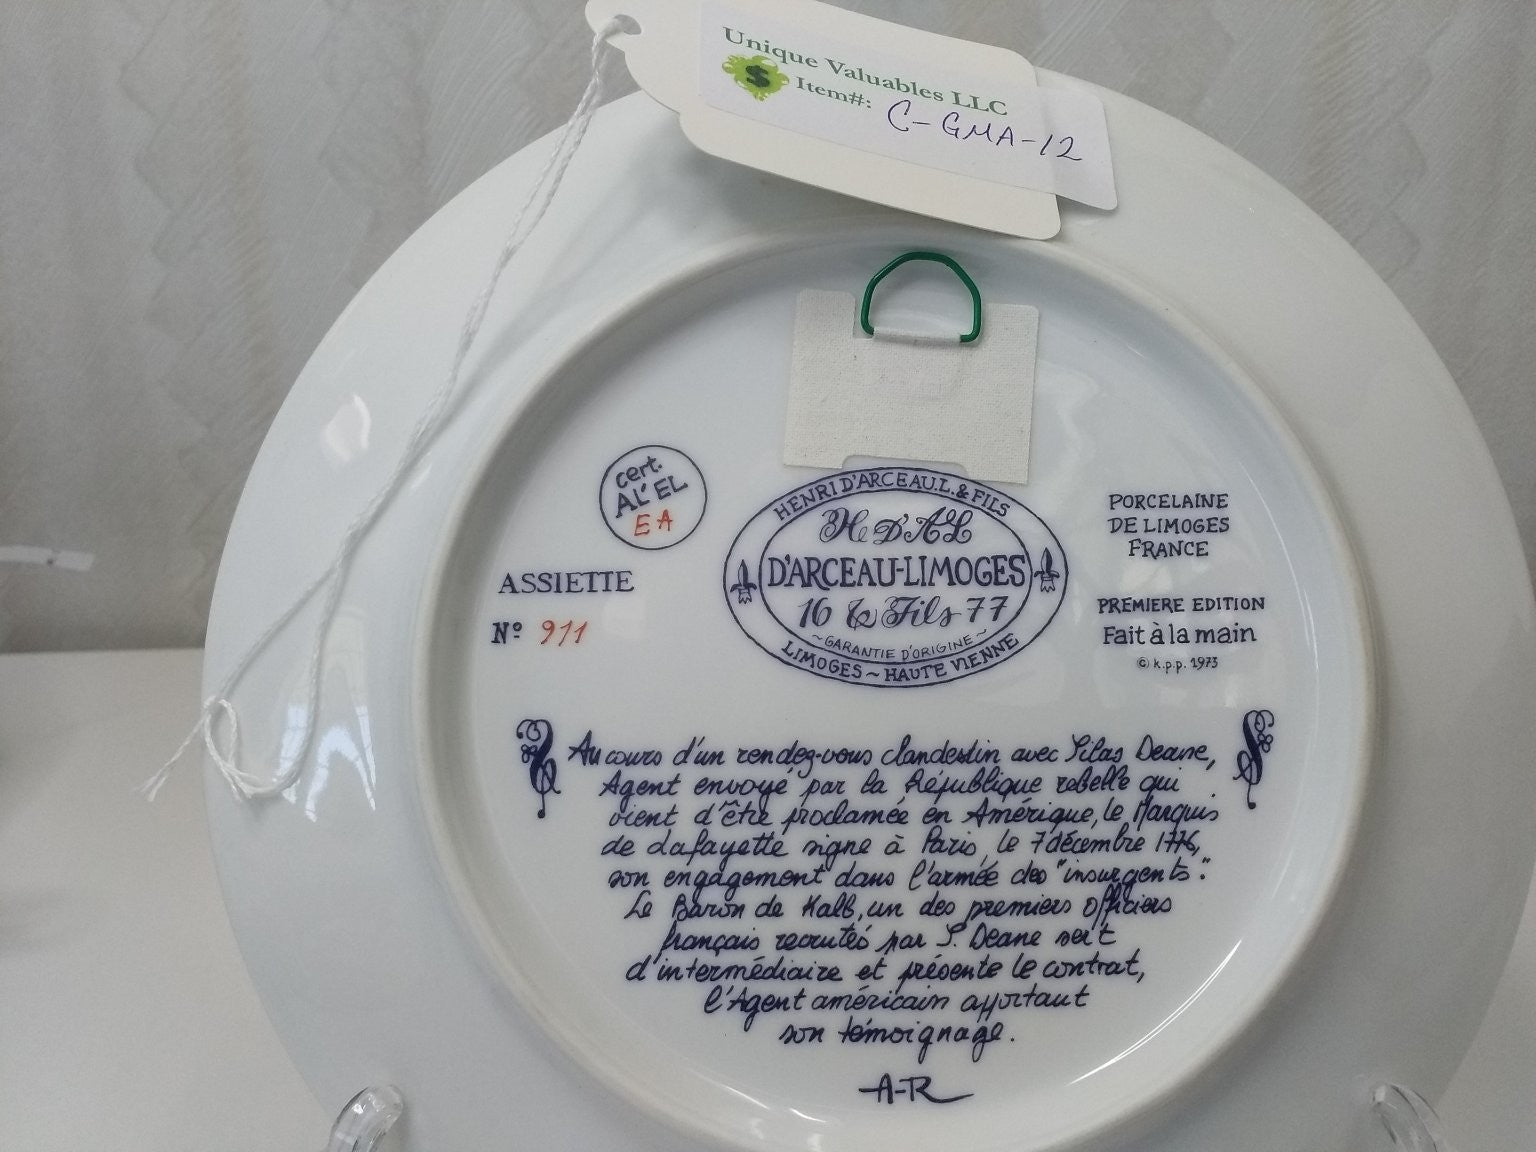 Unique Valuables LLC
$ Item#: C-GMA-12
cert.
AL'EL
EA
ASSIETTE
Nº 911
HENRI D'ARCEAU.L. & FILS
H D'AL
D'ARCEAU-LIMOGES
16 & Fils 77
~GARANTIE D'ORIGINE~
LIMOGES ~ HAUTE VIENNE
PORCELAINE
DE LIMOGES
FRANCE
PREMIERE EDITION
Fait à la main
© k.p.p. 1973
Au cours d'un rendez-vous clandestin avec Silas Deane,
Agent envoyé par la République rebelle qui
vient d'être proclamée en Amérique, le Marquis
de Lafayette signe à Paris, le 7 décembre 1776,
son engagement dans l'armée des "insurgents".
Le Baron de Kalb, un des premiers officiers
français recrutés par S. Deane sert
d'intermédiaire et présente le contrat,
l'Agent américain apportant
son témoignage.
A-R